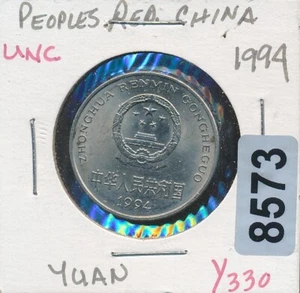 PEOPLES REP CHINA
UNC
1994
ZHONGHUA RENMIN GONGHEGUO
中华人民共和国
1994
8573
YUAN
Y330